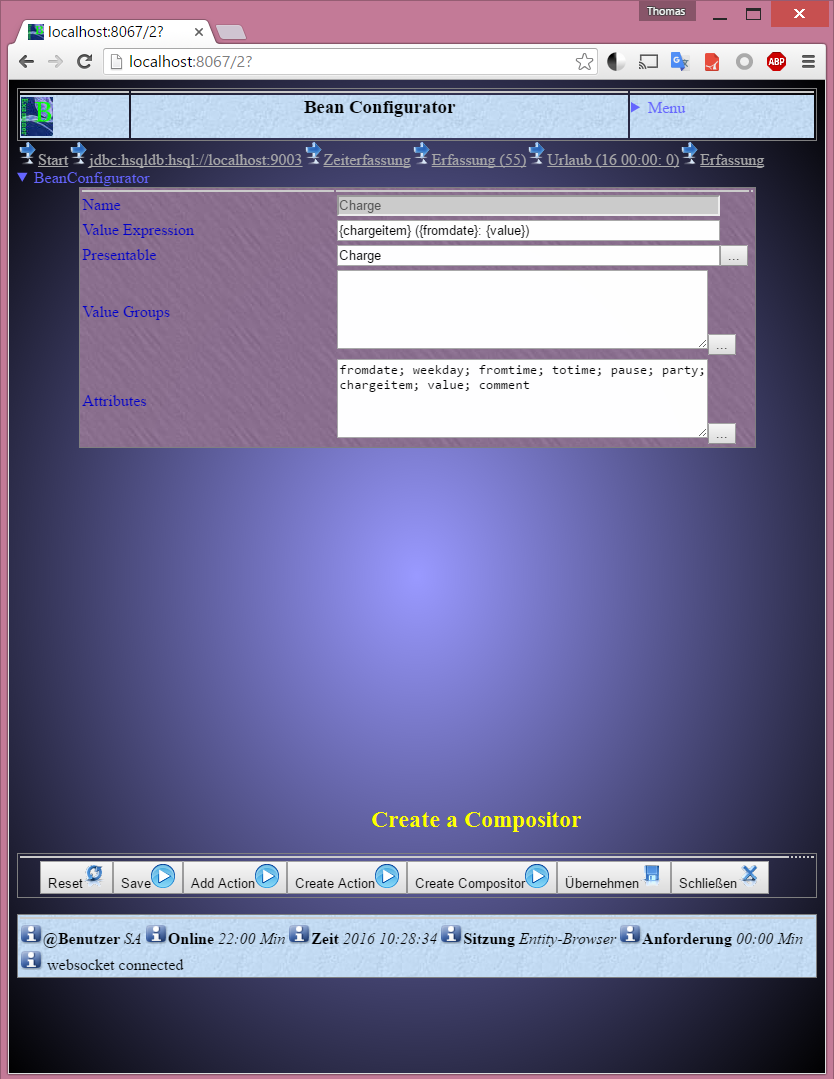 Thomas
localhost:8067/2?
localhost:8067/2?
ABP
B
Bean Configurator
Menu
Start jdbc:hsqldb:hsql://localhost:9003 Zeiterfassung Erfassung (55) Urlaub (16 00:00: 0) Erfassung
BeanConfigurator
Name Charge
Value Expression {chargeitem} ({fromdate}: {value})
Presentable Charge ...
Value Groups ...
fromdate; weekday; fromtime; totime; pause; party;
chargeitem; value; comment
Attributes ...
Create a Compositor
Reset Save Add Action Create Action Create Compositor Übernehmen Schließen
@Benutzer SA Online 22:00 Min Zeit 2016 10:28:34 Sitzung Entity-Browser Anforderung 00:00 Min
websocket connected